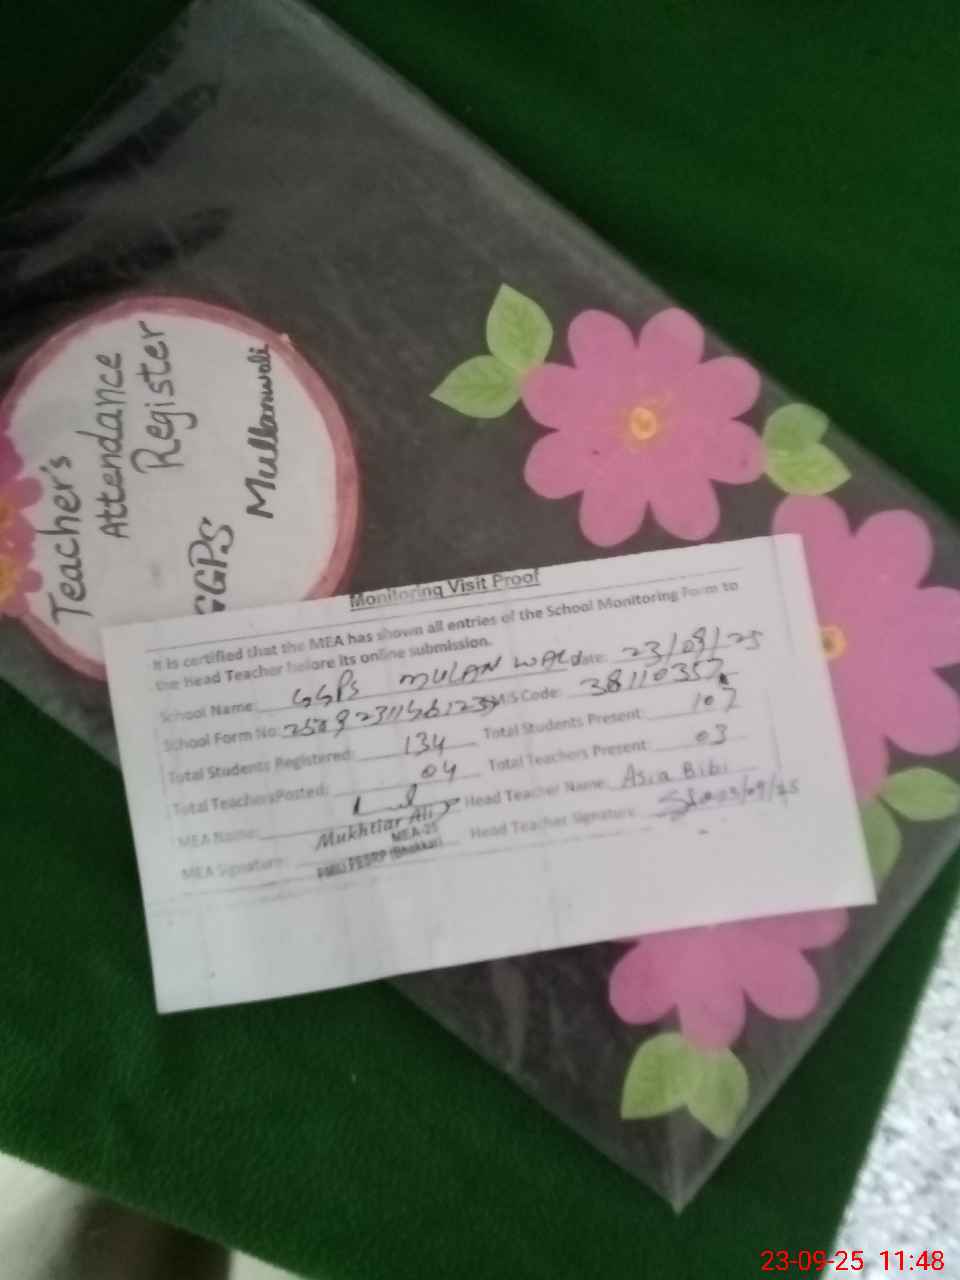 Teacher's
Attendance
Register
GGPS
Mullanwali
Monitoring Visit Proof
It is certified that the MEA has shown all entries of the School Monitoring Form to
the Head Teacher before its online submission.
School Name: GGPS MULAN WALI Date: 23/09/25
School Form No: EMIS Code: 38110357
Total Students Registered: 134 Total Students Present: 107
Total Teachers Posted: 04 Total Teachers Present: 03
MEA Name: Head Teacher Name: Asia Bibi
MEA Signature: Mukhtiar Ali Head Teacher Signature: 23/09/25
MEA-25
PMIU PESRP (Bhakkar)
23-09-25 11:48